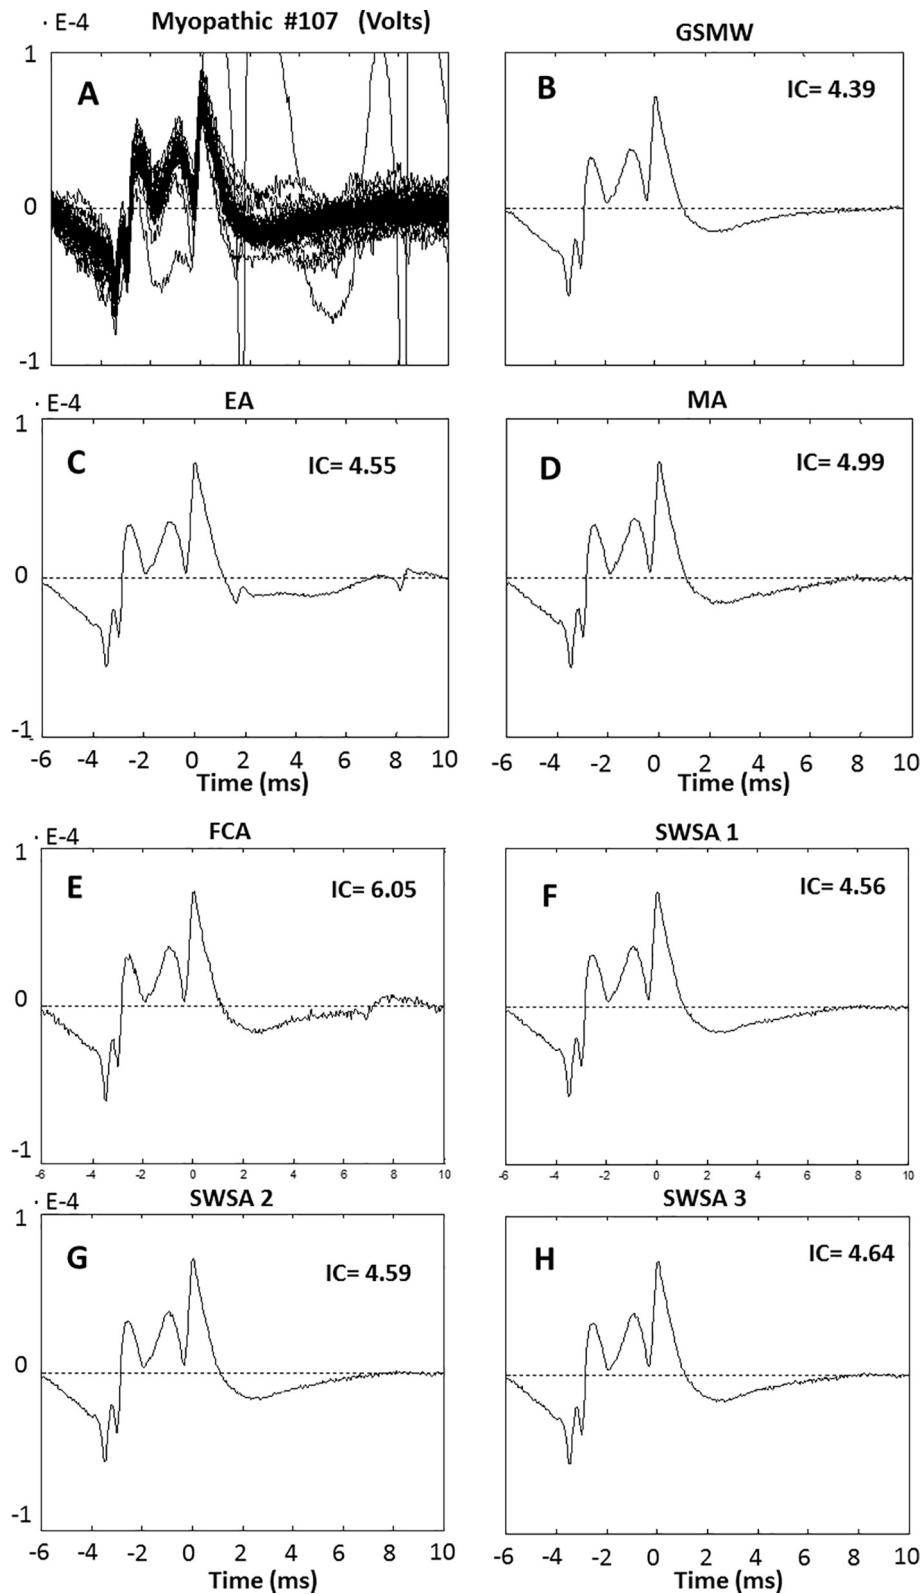 · E-4 Myopathic #107 (Volts)
1
A
0
-1
GSMW
B IC= 4.39
· E-4 EA
1
C IC= 4.55
0
-1
-6 -4 -2 0 2 4 6 8 10
Time (ms)
MA
D IC= 4.99
-6 -4 -2 0 2 4 6 8 10
Time (ms)
· E-4 FCA
1
E IC= 6.05
0
-1
-6 -4 -2 0 2 4 6 8 10
SWSA 1
F IC= 4.56
-6 -4 -2 0 2 4 6 8 10
· E-4 SWSA 2
1
G IC= 4.59
0
-1
-6 -4 -2 0 2 4 6 8 10
Time (ms)
SWSA 3
H IC= 4.64
-6 -4 -2 0 2 4 6 8 10
Time (ms)